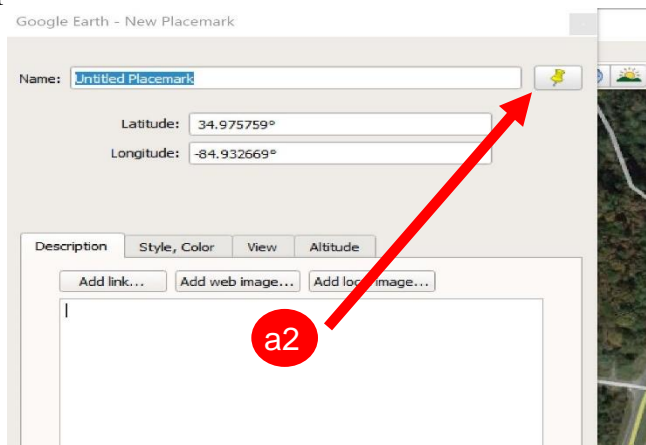 Google Earth - New Placemark
Name: Untitled Placemark
Latitude: 34.975759°
Longitude: -84.932669°
Description Style, Color View Altitude
Add link... Add web image... Add local image...
a2